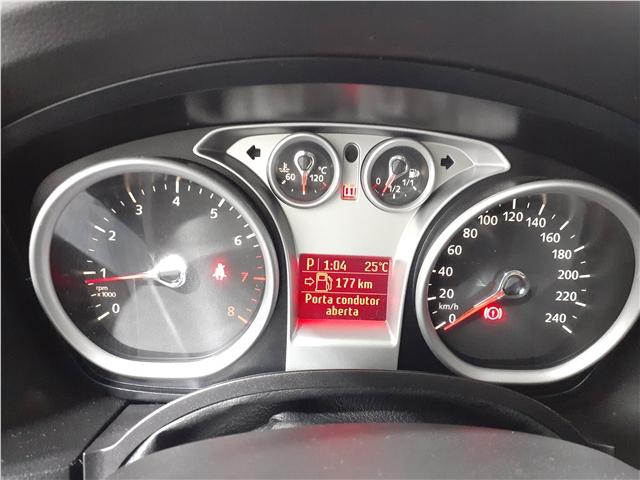 60 120 °C
0 1/2 1/1
0 1 2 3 4 5 6 7 8
rpm
x1000
P 1:04 25°C
177 km
Porta condutor
aberta
0 20 40 60 80 100 120 140 160 180 200 220 240
km/h